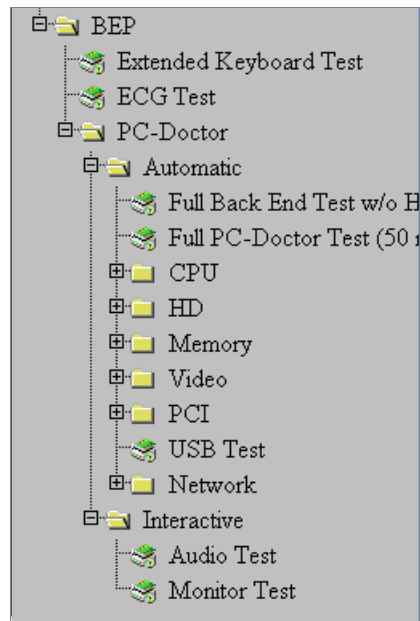 BEP
Extended Keyboard Test
ECG Test
PC-Doctor
Automatic
Full Back End Test w/o H
Full PC-Doctor Test (50
CPU
HD
Memory
Video
PCI
USB Test
Network
Interactive
Audio Test
Monitor Test